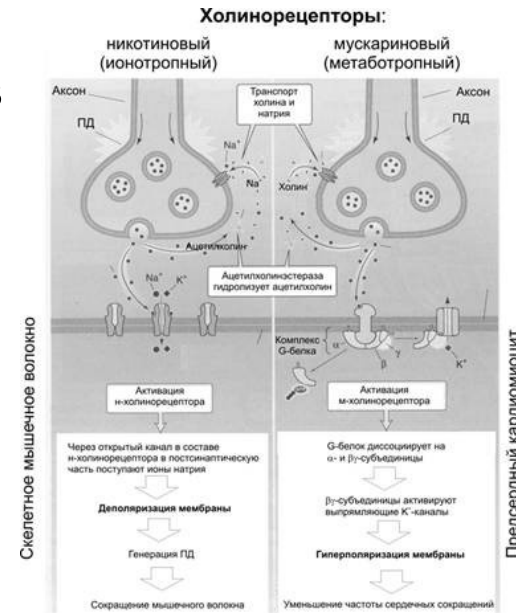 Холинорецепторы:
никотиновый
(ионотропный)
мускариновый
(метаботропный)
Аксон
ПД
Na⁺
Na⁺
Транспорт
холина и
натрия
Холин
Аксон
ПД
Ацетилхолин
Ацетилхолинэстераза
гидролизует ацетилхолин
Na⁺
K⁺
Комплекс
G-белка
α
β
γ
K⁺
Скелетное мышечное волокно
Предсердный кардиомиоцит
Активация
н-холинорецептора
Через открытый канал в составе
н-холинорецептора в постсинаптическую
часть поступают ионы натрия
Деполяризация мембраны
Генерация ПД
Сокращение мышечного волокна
Активация
м-холинорецептора
G-белок диссоциирует на
α- и βγ-субъединицы
βγ-субъединицы активируют
выпрямляющие K⁺-каналы
Гиперполяризация мембраны
Уменьшение частоты сердечных сокращений